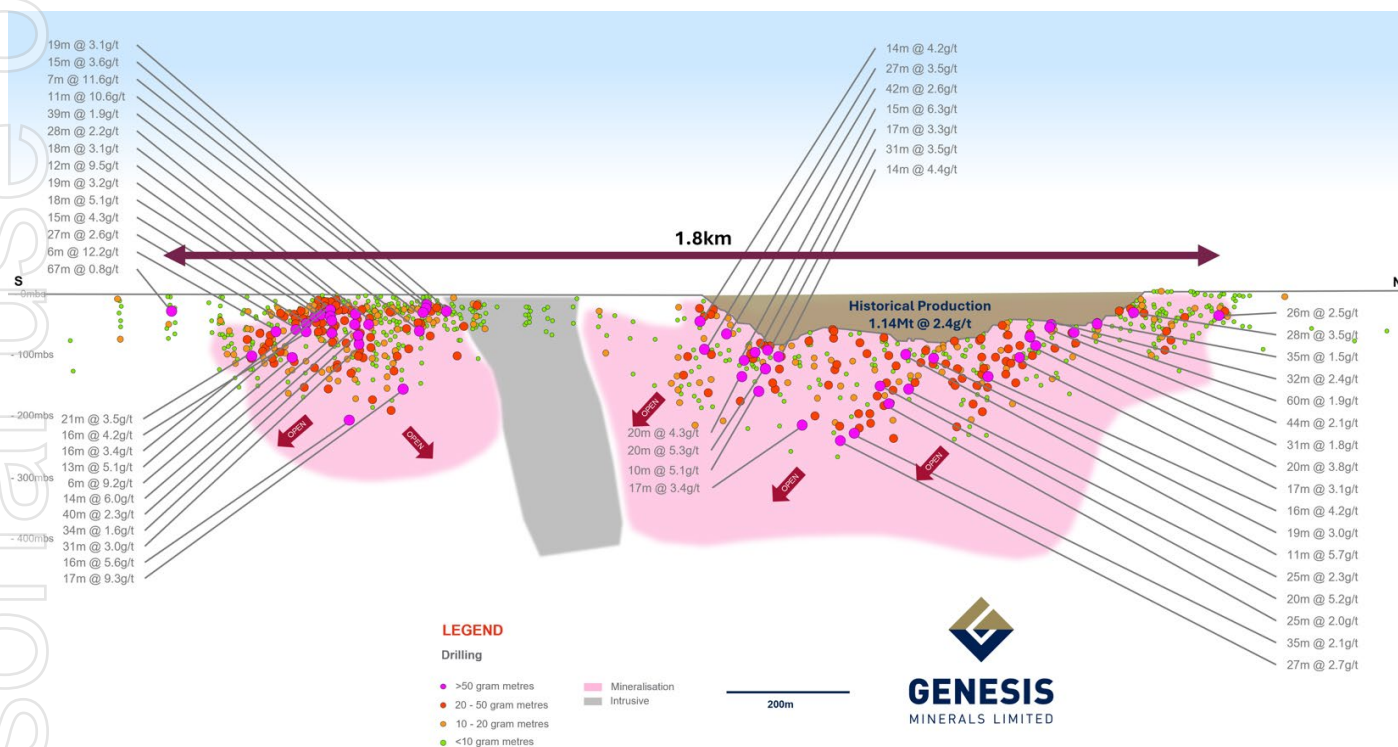 19m @ 3.1g/t
15m @ 3.6g/t
7m @ 11.6g/t
11m @ 10.6g/t
39m @ 1.9g/t
28m @ 2.2g/t
18m @ 3.1g/t
12m @ 9.5g/t
19m @ 3.2g/t
18m @ 5.1g/t
15m @ 4.3g/t
27m @ 2.6g/t
6m @ 12.2g/t
67m @ 0.8g/t
14m @ 4.2g/t
27m @ 3.5g/t
42m @ 2.6g/t
15m @ 6.3g/t
17m @ 3.3g/t
31m @ 3.5g/t
14m @ 4.4g/t
1.8km
S
N
0mbs
- 100mbs
- 200mbs
- 300mbs
- 400mbs
Historical Production
1.14Mt @ 2.4g/t
21m @ 3.5g/t
16m @ 4.2g/t
16m @ 3.4g/t
13m @ 5.1g/t
6m @ 9.2g/t
14m @ 6.0g/t
40m @ 2.3g/t
34m @ 1.6g/t
31m @ 3.0g/t
16m @ 5.6g/t
17m @ 9.3g/t
OPEN
OPEN
OPEN
OPEN
OPEN
20m @ 4.3g/t
20m @ 5.3g/t
10m @ 5.1g/t
17m @ 3.4g/t
26m @ 2.5g/t
28m @ 3.5g/t
35m @ 1.5g/t
32m @ 2.4g/t
60m @ 1.9g/t
44m @ 2.1g/t
31m @ 1.8g/t
20m @ 3.8g/t
17m @ 3.1g/t
16m @ 4.2g/t
19m @ 3.0g/t
11m @ 5.7g/t
25m @ 2.3g/t
20m @ 5.2g/t
25m @ 2.0g/t
35m @ 2.1g/t
27m @ 2.7g/t
LEGEND
Drilling
>50 gram metres
20 - 50 gram metres
10 - 20 gram metres
<10 gram metres
Mineralisation
Intrusive
200m
GENESIS
MINERALS LIMITED